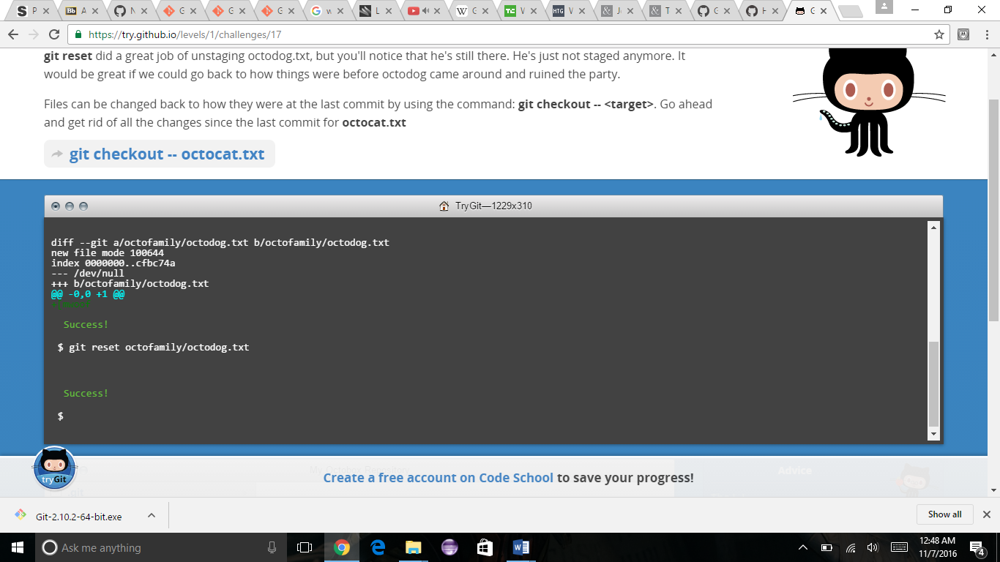 S P
Bb A
N
G
G
G
G w
L
W G
TC V
HTG W
& J
& T
G
https://try.github.io/levels/1/challenges/17
git reset did a great job of unstaging octodog.txt, but you'll notice that he's still there. He's just not staged anymore. It
would be great if we could go back to how things were before octodog came around and ruined the party.
Files can be changed back to how they were at the last commit by using the command: git checkout -- <target>. Go ahead
and get rid of all the changes since the last commit for octocat.txt
git checkout -- octocat.txt
TryGit—1229x310
diff --git a/octofamily/octodog.txt b/octofamily/octodog.txt
new file mode 100644
index 0000000..cfbc74a
--- /dev/null
+++ b/octofamily/octodog.txt
@@ -0,0 +1 @@
Success!
$ git reset octofamily/octodog.txt
Success!
$
tryGit
My Octobox Repository
Advice
Create a free account on Code School to save your progress!
Git-2.10.2-64-bit.exe
Show all
Ask me anything
12:48 AM
11/7/2016
4